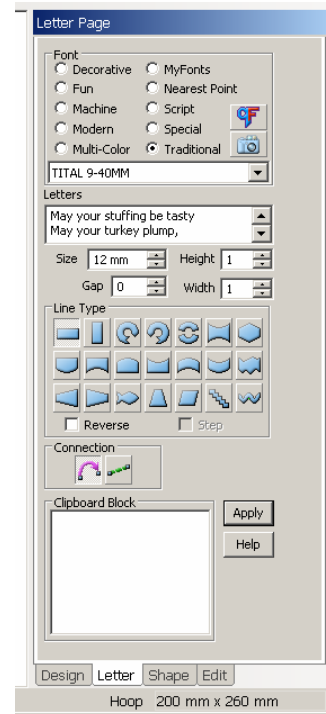 Letter Page
Font
Decorative MyFonts
Fun Nearest Point
Machine Script
Modern Special
Multi-Color Traditional
TITAL 9-40MM
Letters
May your stuffing be tasty
May your turkey plump,
Size 12 mm Height 1
Gap 0 Width 1
Line Type
Reverse Step
Connection
Clipboard Block
Apply
Help
Design Letter Shape Edit
Hoop 200 mm x 260 mm